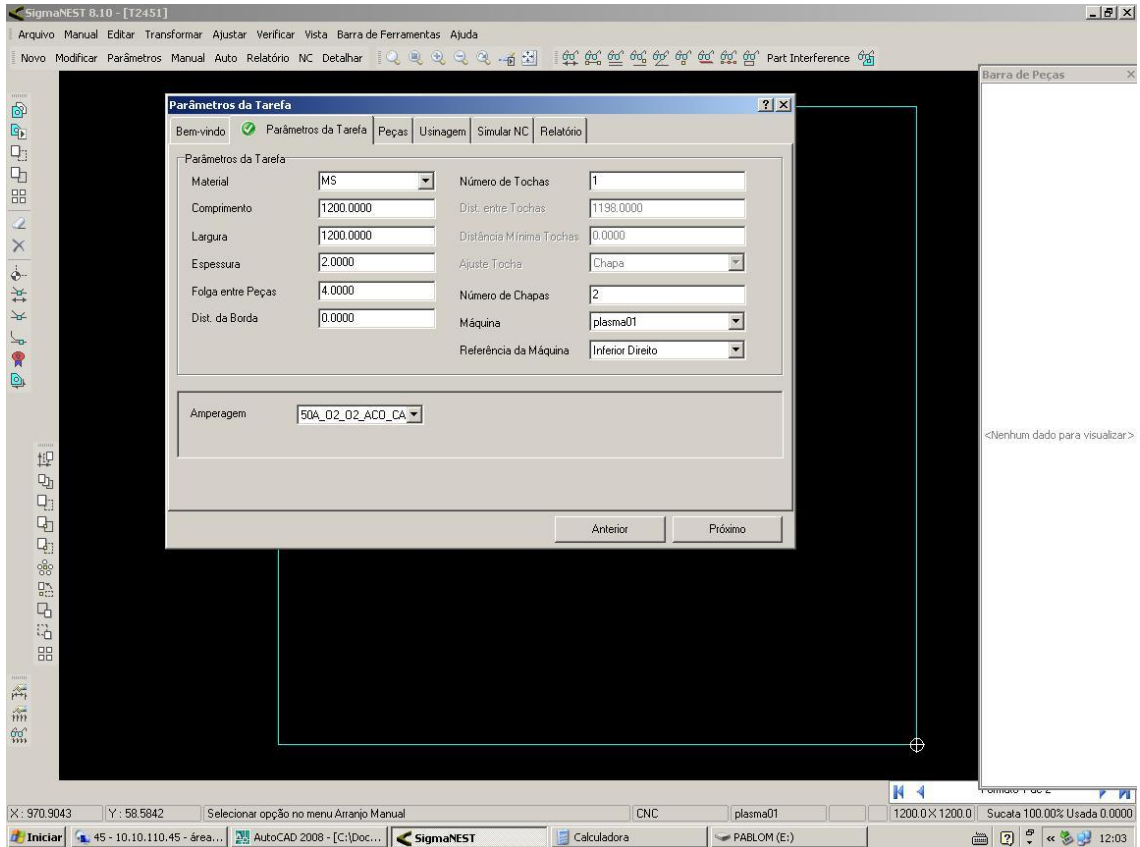 SigmaNEST 8.10 - [T2451]
Arquivo Manual Editar Transformar Ajustar Verificar Vista Barra de Ferramentas Ajuda
Novo Modificar Parâmetros Manual Auto Relatório NC Detalhar Part Interference
Barra de Peças
<Nenhum dado para visualizar>
Parâmetros da Tarefa
Bem-vindo Parâmetros da Tarefa Peças Usinagem Simular NC Relatório
Parâmetros da Tarefa
Material MS Número de Tochas 1
Comprimento 1200.0000 Dist. entre Tochas 1198.0000
Largura 1200.0000 Distância Mínima Tochas 0.0000
Espessura 2.0000 Ajuste Tocha Chapa
Folga entre Peças 4.0000 Número de Chapas 2
Dist. da Borda 0.0000 Máquina plasma01
Referência da Máquina Inferior Direito
Amperagem 50A_O2_O2_ACO_CA
Anterior Próximo
X: 970.9043 Y: 58.5842 Selecionar opção no menu Arranjo Manual CNC plasma01 1200.0 X 1200.0 Sucata 100.00% Usada 0.0000
Iniciar 45 - 10.10.110.45 - área... AutoCAD 2008 - [C:\Doc... SigmaNEST Calculadora PABLOM (E:) 12:03